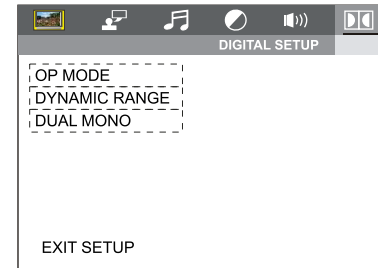 DIGITAL SETUP
OP MODE
DYNAMIC RANGE
DUAL MONO
EXIT SETUP